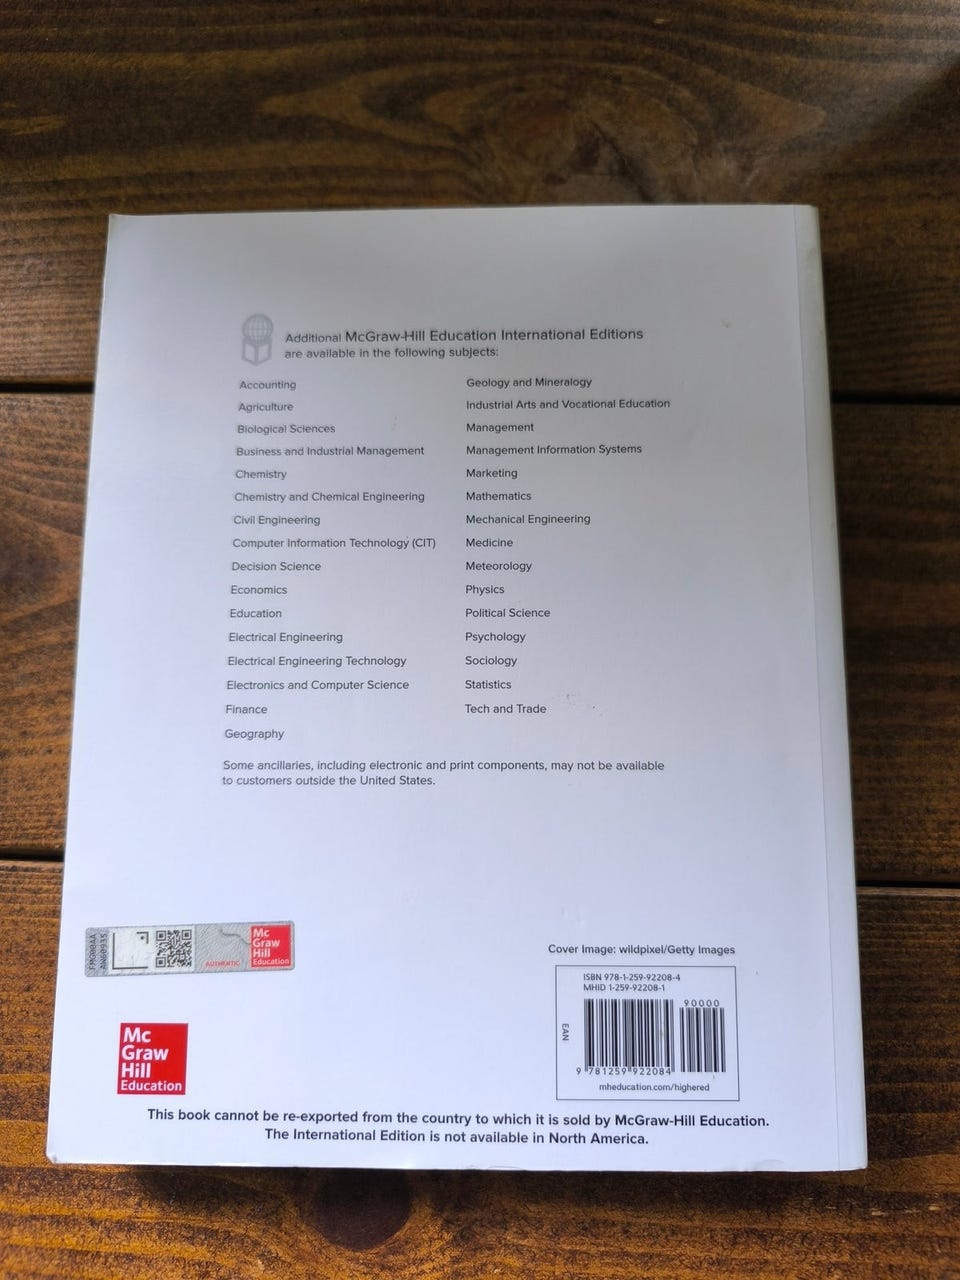 Additional McGraw-Hill Education International Editions
are available in the following subjects:
Accounting
Agriculture
Biological Sciences
Business and Industrial Management
Chemistry
Chemistry and Chemical Engineering
Civil Engineering
Computer Information Technology (CIT)
Decision Science
Economics
Education
Electrical Engineering
Electrical Engineering Technology
Electronics and Computer Science
Finance
Geography
Geology and Mineralogy
Industrial Arts and Vocational Education
Management
Management Information Systems
Marketing
Mathematics
Mechanical Engineering
Medicine
Meteorology
Physics
Political Science
Psychology
Sociology
Statistics
Tech and Trade
Some ancillaries, including electronic and print components, may not be available
to customers outside the United States.
AUTHENTIC
Mc
Graw
Hill
Education
Cover Image: wildpixel/Getty Images
ISBN 978-1-259-92208-4
MHID 1-259-92208-1
90000
EAN
9 781259 922084
mheducation.com/highered
Mc
Graw
Hill
Education
This book cannot be re-exported from the country to which it is sold by McGraw-Hill Education.
The International Edition is not available in North America.